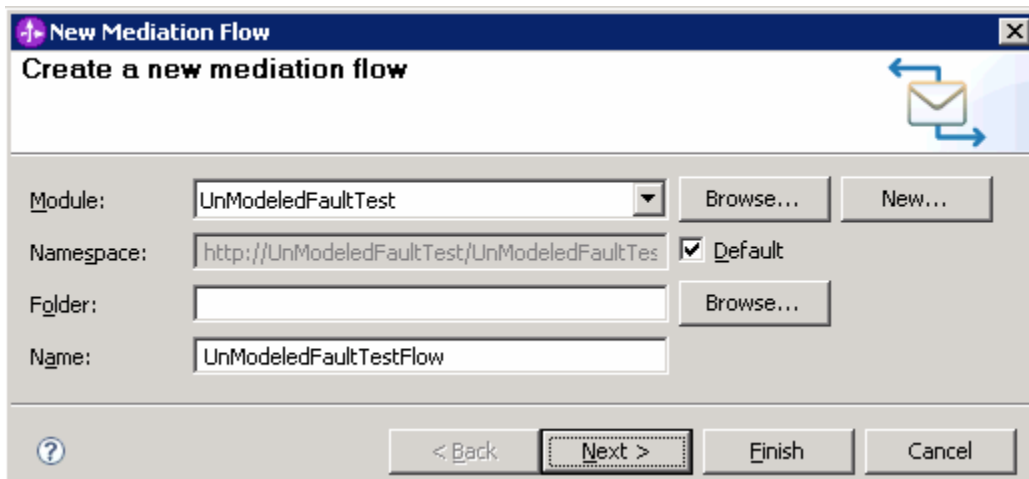 New Mediation Flow
Create a new mediation flow
Module: UnModeledFaultTest Browse... New...
Namespace: http://UnModeledFaultTest/UnModeledFaultTes Default
Folder: Browse...
Name: UnModeledFaultTestFlow
? < Back Next > Finish Cancel